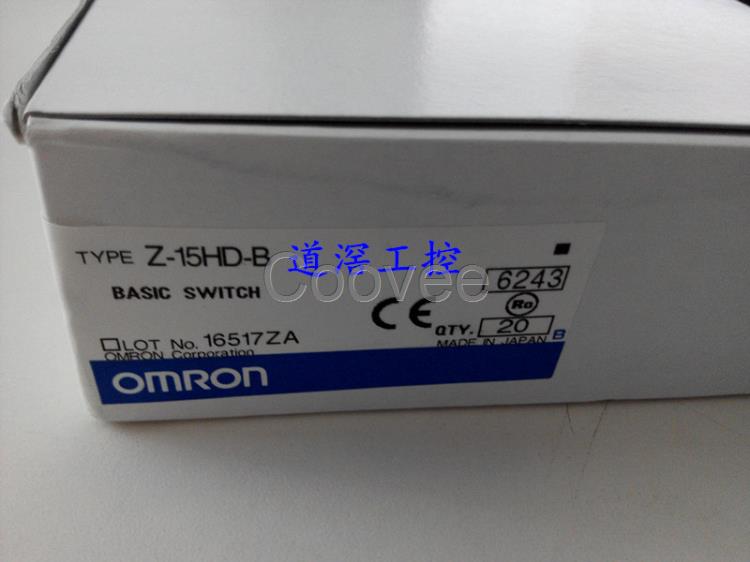 TYPE Z-15HD-B
道滘工控
Coovee
BASIC SWITCH
6243
CE
Ro
QTY. 20
□LOT No. 16517ZA
MADE IN JAPAN B
OMRON Corporation
OMRON